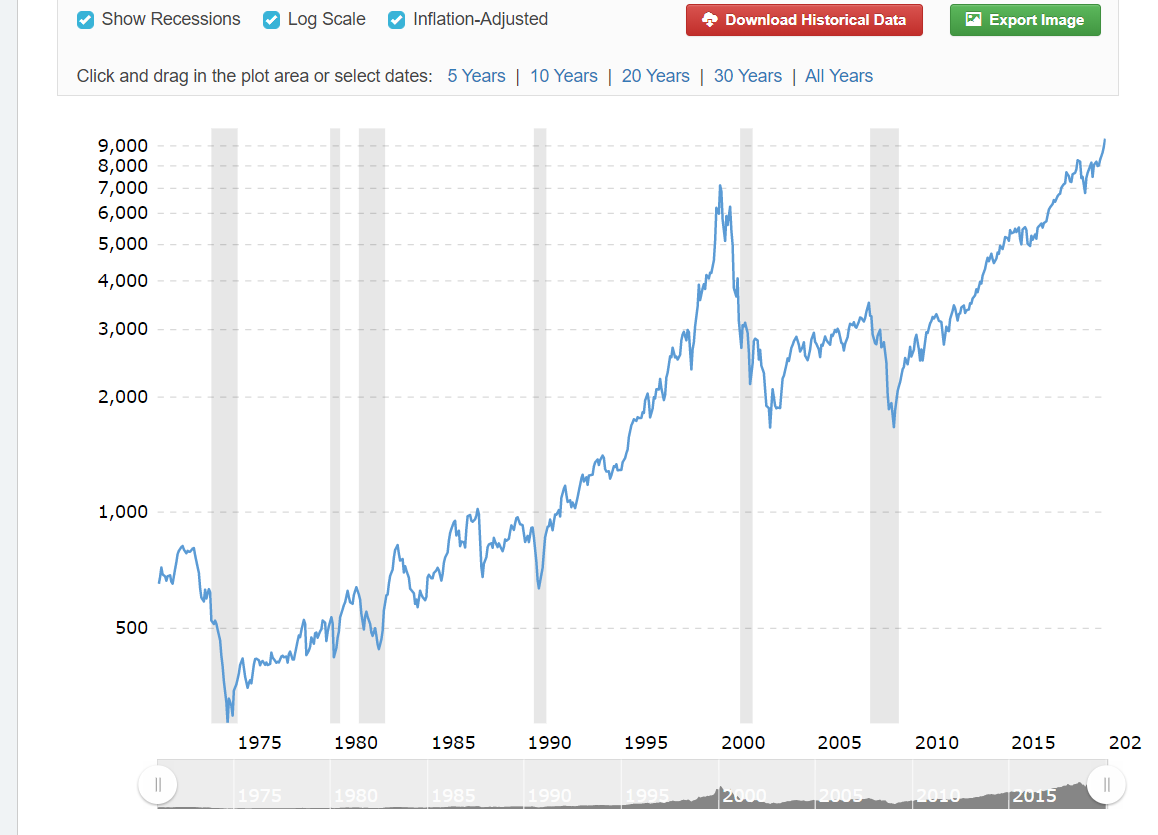 Show Recessions Log Scale Inflation-Adjusted Download Historical Data Export Image
Click and drag in the plot area or select dates: 5 Years | 10 Years | 20 Years | 30 Years | All Years
9,000
8,000
7,000
6,000
5,000
4,000
3,000
2,000
1,000
500
1975 1980 1985 1990 1995 2000 2005 2010 2015 202
1975 1980 1985 1990 1995 2000 2005 2010 2015